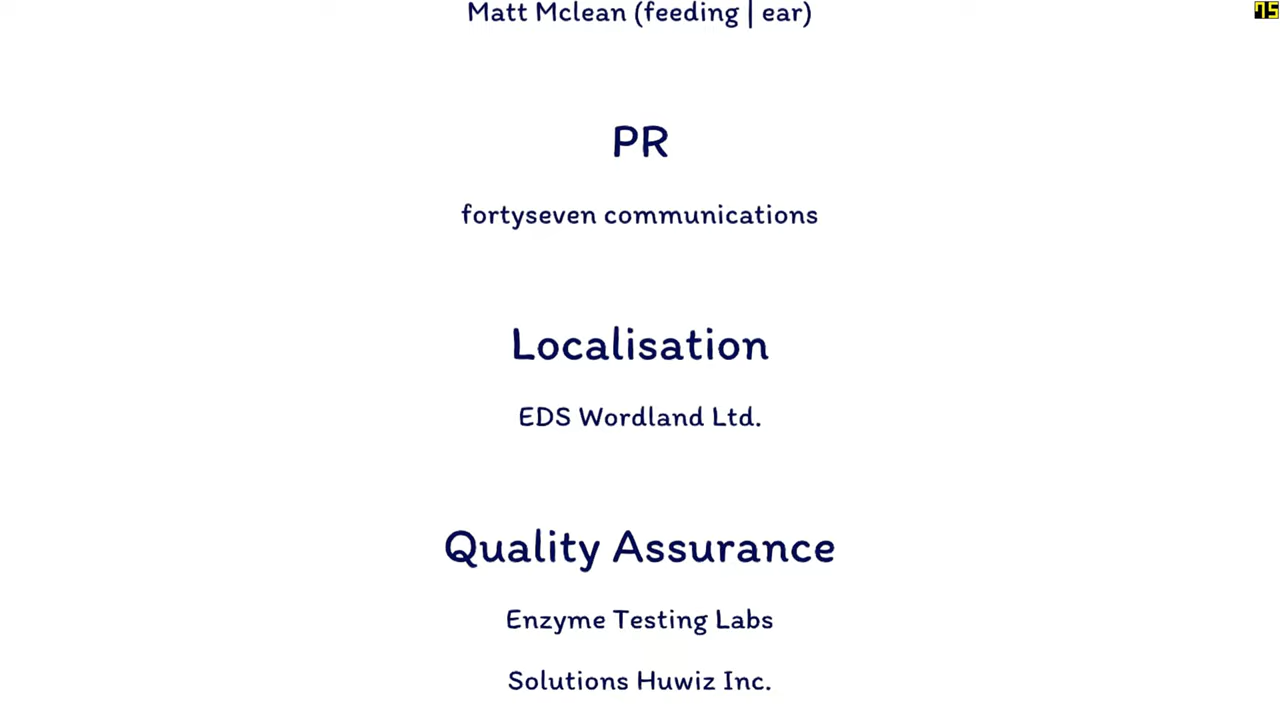 Matt Mclean (feeding | ear)
75
PR
fortyseven communications
Localisation
EDS Wordland Ltd.
Quality Assurance
Enzyme Testing Labs
Solutions Huwiz Inc.